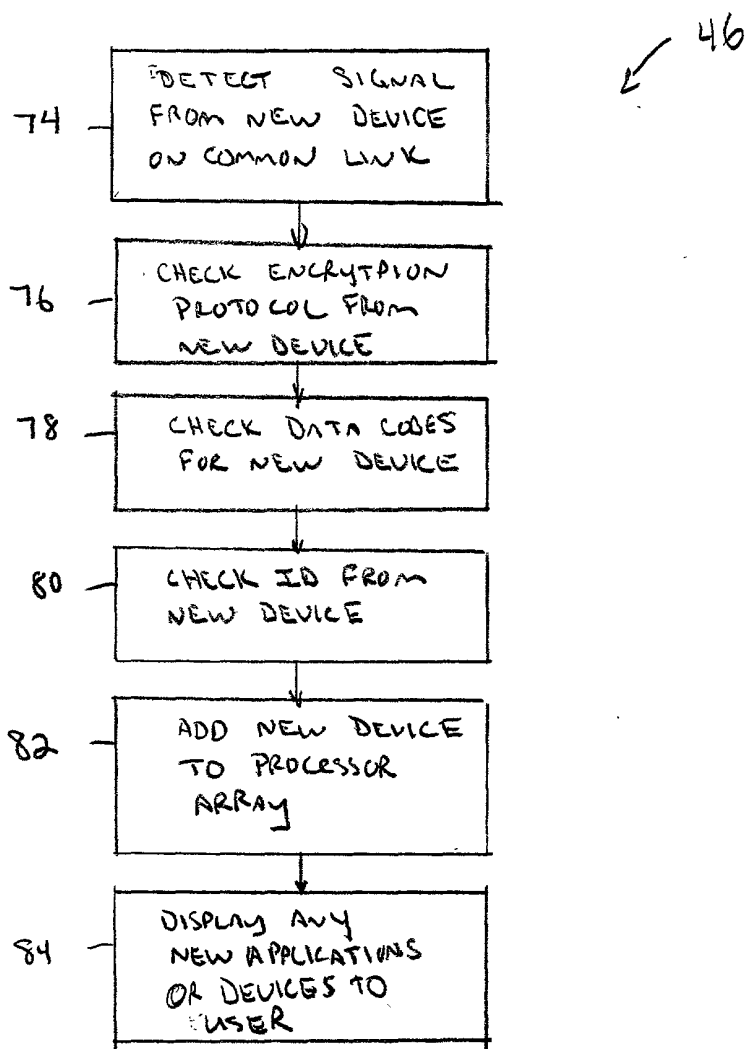 46
74
DETECT SIGNAL
FROM NEW DEVICE
ON COMMON LINK
76
CHECK ENCRYTPION
PROTOCOL FROM
NEW DEVICE
78
CHECK DATA CODES
FOR NEW DEVICE
80
CHECK ID FROM
NEW DEVICE
82
ADD NEW DEVICE
TO PROCESSOR
ARRAY
84
DISPLAY ANY
NEW APPLICATIONS
OR DEVICES TO
USER